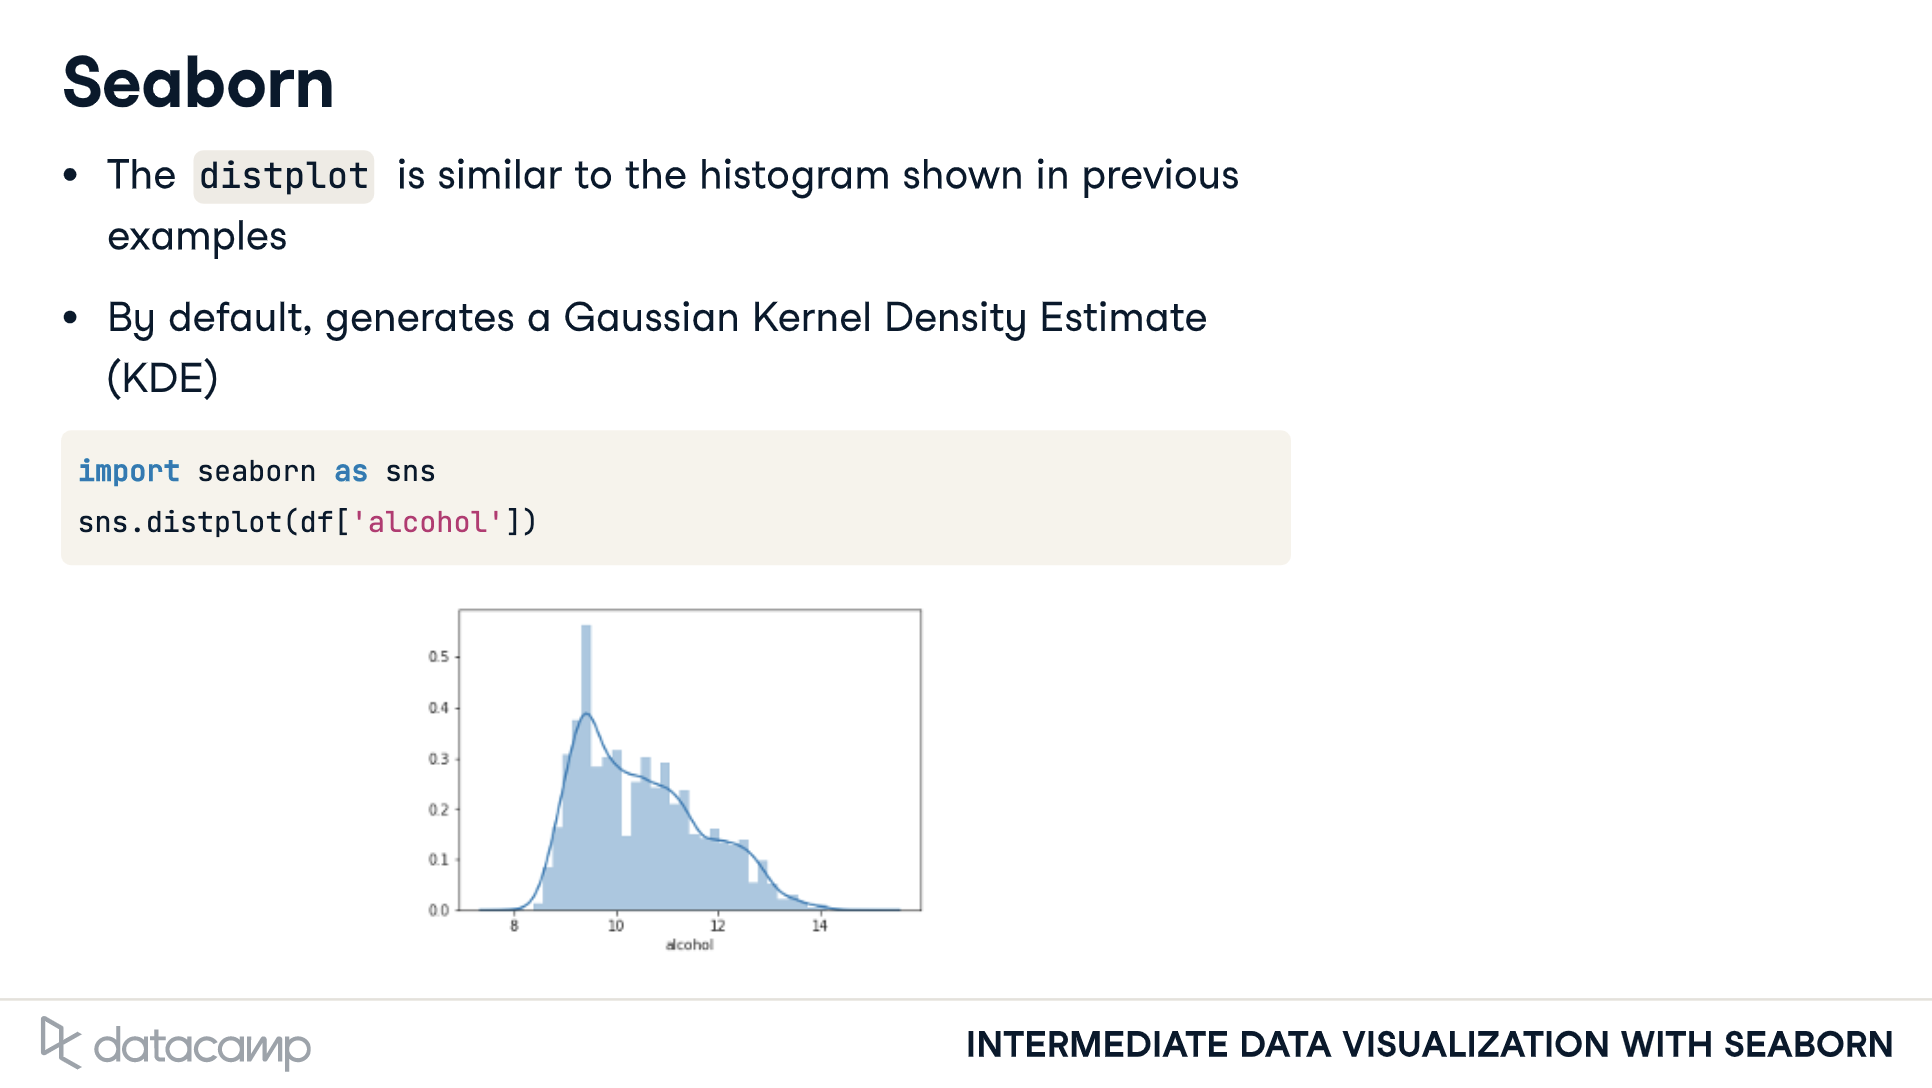 Seaborn
• The distplot is similar to the histogram shown in previous
examples
• By default, generates a Gaussian Kernel Density Estimate
(KDE)
import seaborn as sns
sns.distplot(df['alcohol'])
0.5
0.4
0.3
0.2
0.1
0.0
8 10 12 14
alcohol
datacamp
INTERMEDIATE DATA VISUALIZATION WITH SEABORN